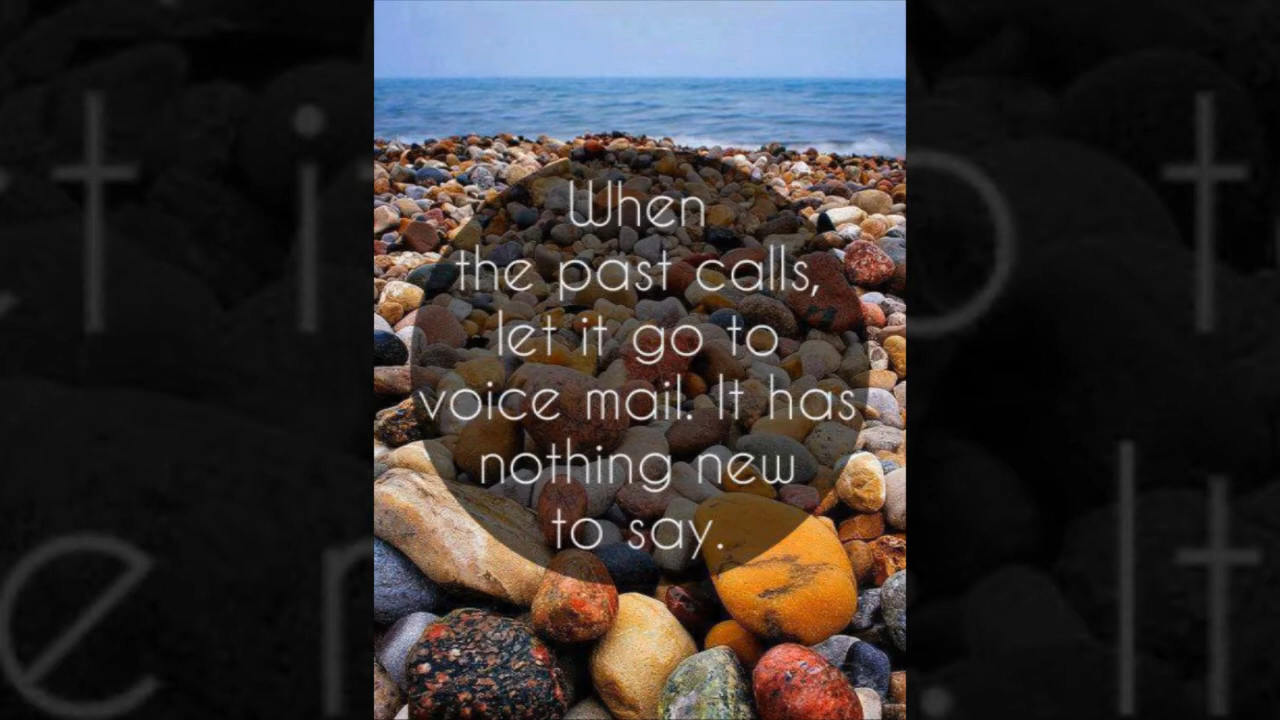 When
the past calls,
let it go to
voice mail. It has
nothing new
to say.